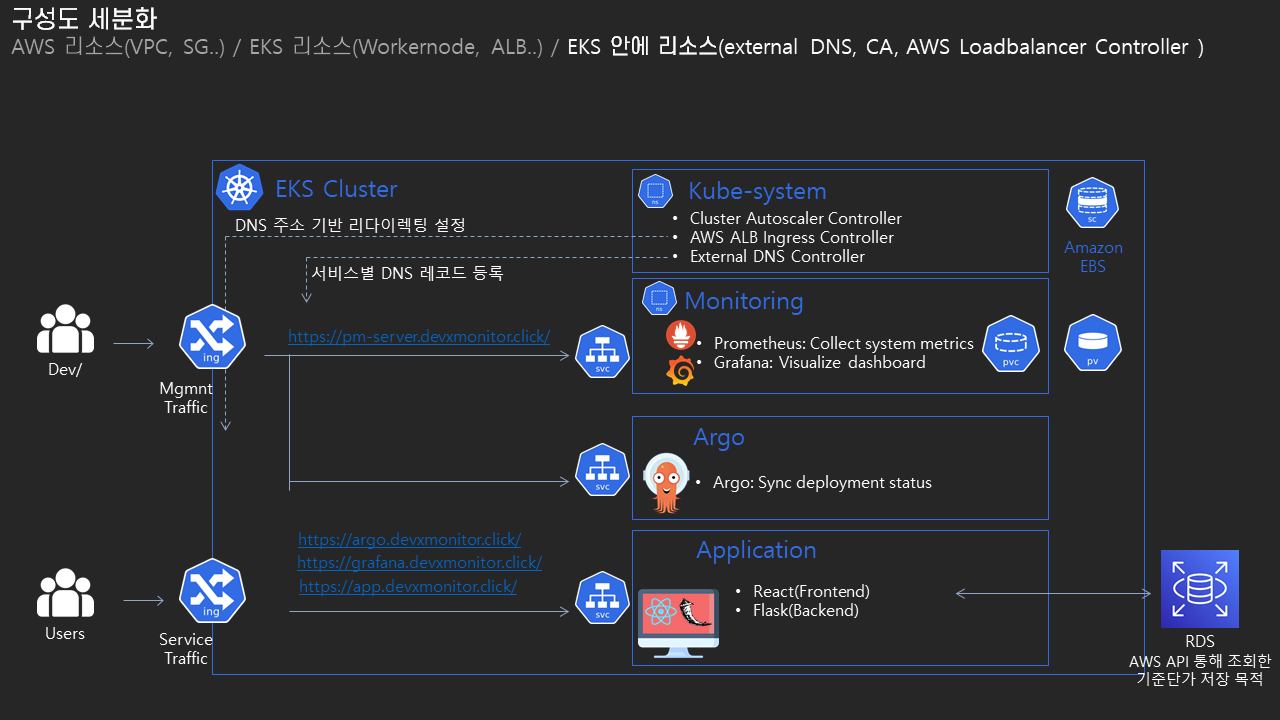 구성도 세분화
AWS 리소스(VPC, SG..) / EKS 리소스(Workernode, ALB..) / EKS 안에 리소스(external DNS, CA, AWS Loadbalancer Controller )
EKS Cluster
DNS 주소 기반 리다이렉팅 설정
서비스별 DNS 레코드 등록
ns
Kube-system
• Cluster Autoscaler Controller
• AWS ALB Ingress Controller
• External DNS Controller
sc
Amazon
EBS
ns
Monitoring
• Prometheus: Collect system metrics
• Grafana: Visualize dashboard
pvc
pv
Dev/
ing
Mgmnt
Traffic
https://pm-server.devxmonitor.click/
svc
Argo
• Argo: Sync deployment status
svc
https://argo.devxmonitor.click/
https://grafana.devxmonitor.click/
https://app.devxmonitor.click/
Users
ing
Service
Traffic
svc
Application
• React(Frontend)
• Flask(Backend)
RDS
AWS API 통해 조회한
기준단가 저장 목적